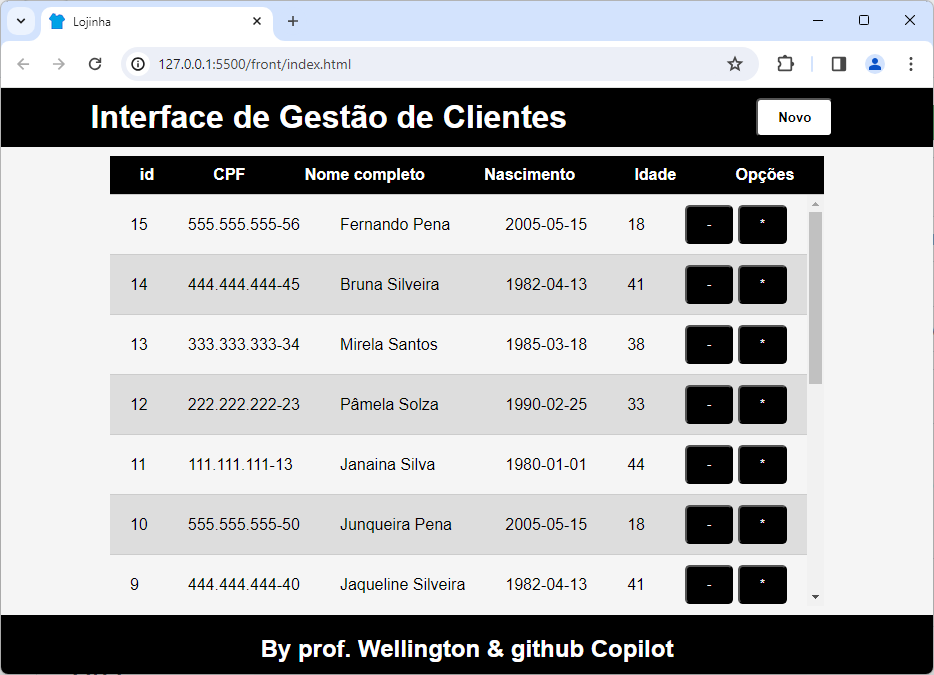 Lojinha
127.0.0.1:5500/front/index.html
Interface de Gestão de Clientes Novo
id CPF Nome completo Nascimento Idade Opções
15 555.555.555-56 Fernando Pena 2005-05-15 18 - *
14 444.444.444-45 Bruna Silveira 1982-04-13 41 - *
13 333.333.333-34 Mirela Santos 1985-03-18 38 - *
12 222.222.222-23 Pâmela Solza 1990-02-25 33 - *
11 111.111.111-13 Janaina Silva 1980-01-01 44 - *
10 555.555.555-50 Junqueira Pena 2005-05-15 18 - *
9 444.444.444-40 Jaqueline Silveira 1982-04-13 41 - *
By prof. Wellington & github Copilot